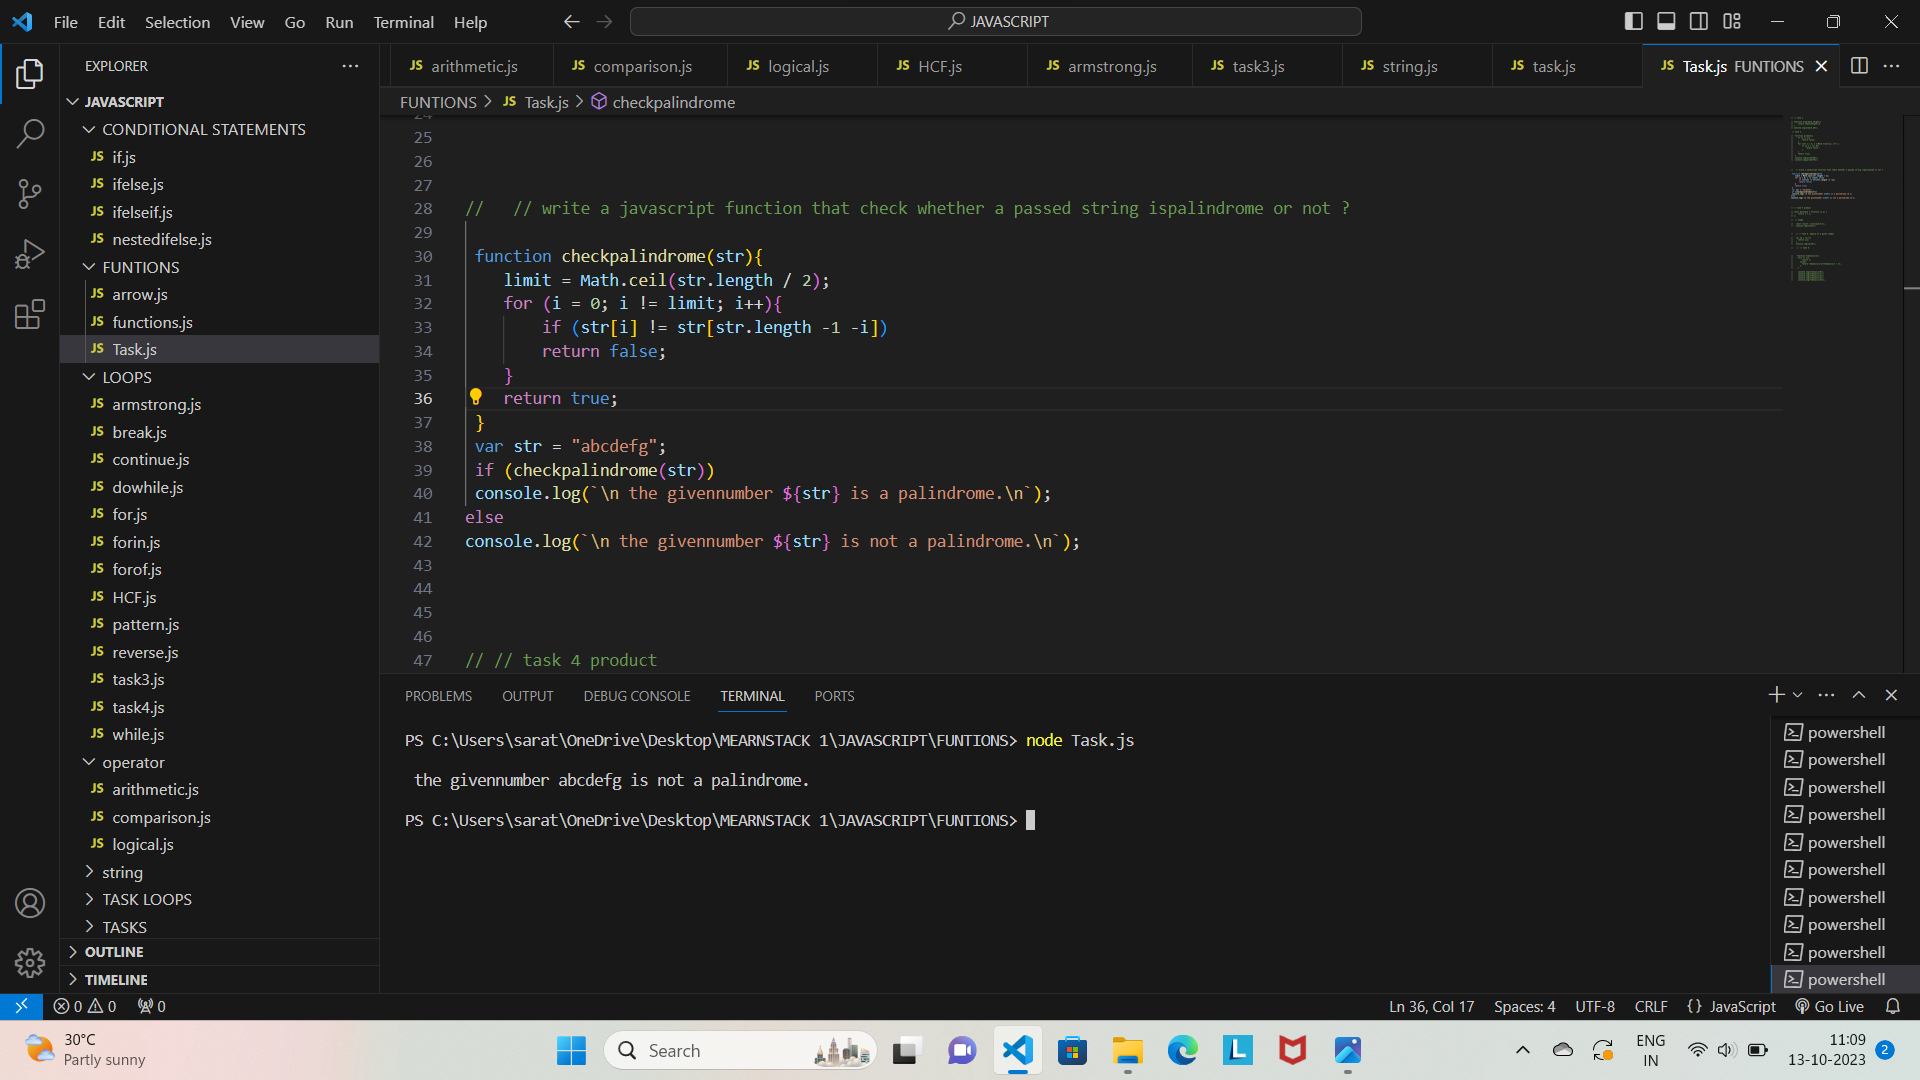 File Edit Selection View Go Run Terminal Help
JAVASCRIPT
EXPLORER
JAVASCRIPT
CONDITIONAL STATEMENTS
JS if.js
JS ifelse.js
JS ifelseif.js
JS nestedifelse.js
FUNTIONS
JS arrow.js
JS functions.js
JS Task.js
LOOPS
JS armstrong.js
JS break.js
JS continue.js
JS dowhile.js
JS for.js
JS forin.js
JS forof.js
JS HCF.js
JS pattern.js
JS reverse.js
JS task3.js
JS task4.js
JS while.js
operator
JS arithmetic.js
JS comparison.js
JS logical.js
string
TASK LOOPS
TASKS
OUTLINE
TIMELINE
JS arithmetic.js JS comparison.js JS logical.js JS HCF.js JS armstrong.js JS task3.js JS string.js JS task.js JS Task.js FUNTIONS
FUNTIONS > JS Task.js > checkpalindrome
24
25
26
27
28 //   // write a javascript function that check whether a passed string ispalindrome or not ?
29
30  function checkpalindrome(str){
31     limit = Math.ceil(str.length / 2);
32     for (i = 0; i != limit; i++){
33         if (str[i] != str[str.length -1 -i])
34         return false;
35     }
36     return true;
37  }
38  var str = "abcdefg";
39  if (checkpalindrome(str))
40  console.log(`\n the givennumber ${str} is a palindrome.\n`);
41 else
42 console.log(`\n the givennumber ${str} is not a palindrome.\n`);
43
44
45
46
47 // // task 4 product
PROBLEMS OUTPUT DEBUG CONSOLE TERMINAL PORTS
PS C:\Users\sarat\OneDrive\Desktop\MEARNSTACK 1\JAVASCRIPT\FUNTIONS> node Task.js
the givennumber abcdefg is not a palindrome.
PS C:\Users\sarat\OneDrive\Desktop\MEARNSTACK 1\JAVASCRIPT\FUNTIONS>
powershell
powershell
powershell
powershell
powershell
powershell
powershell
powershell
powershell
powershell
0 0 0 Ln 36, Col 17 Spaces: 4 UTF-8 CRLF {} JavaScript Go Live
30°C
Partly sunny
Search
L
ENG
IN
11:09
13-10-2023
2